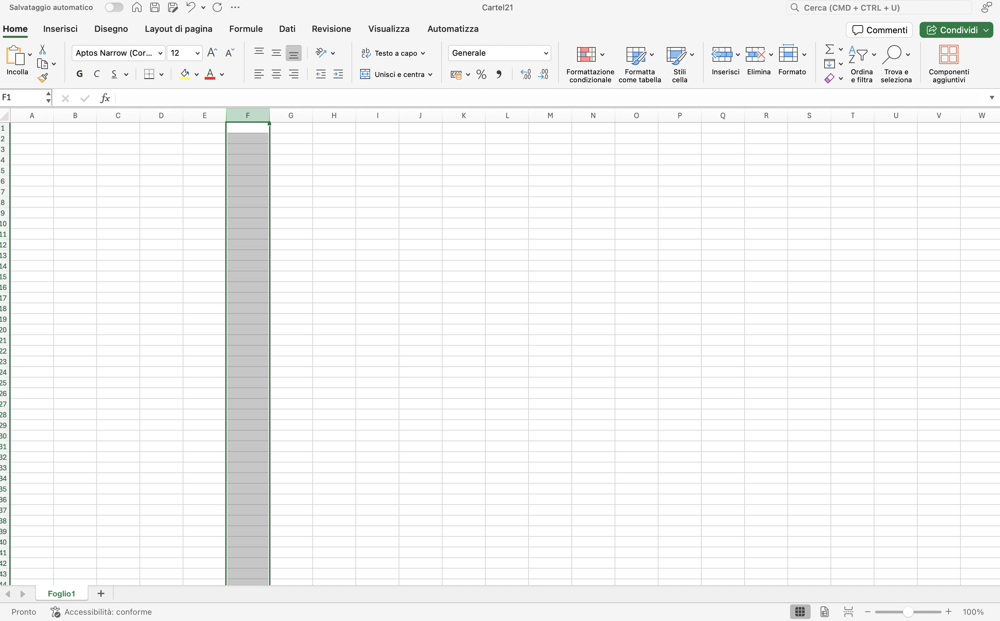 Salvataggio automatico
Cartel21
Cerca (CMD + CTRL + U)
Home Inserisci Disegno Layout di pagina Formule Dati Revisione Visualizza Automatizza
Commenti Condividi
Incolla
Aptos Narrow (Cor... 12
G C S
Testo a capo
Unisci e centra
Generale
Formattazione condizionale
Formatta come tabella
Stili cella
Inserisci Elimina Formato
Ordina e filtra
Trova e seleziona
Componenti aggiuntivi
F1 fx
A B C D E F G H I J K L M N O P Q R S T U V W
1
2
3
4
5
6
7
8
9
10
11
12
13
14
15
16
17
18
19
20
21
22
23
24
25
26
27
28
29
30
31
32
33
34
35
36
37
38
39
40
41
42
43
44
Foglio1
Pronto Accessibilità: conforme
100%